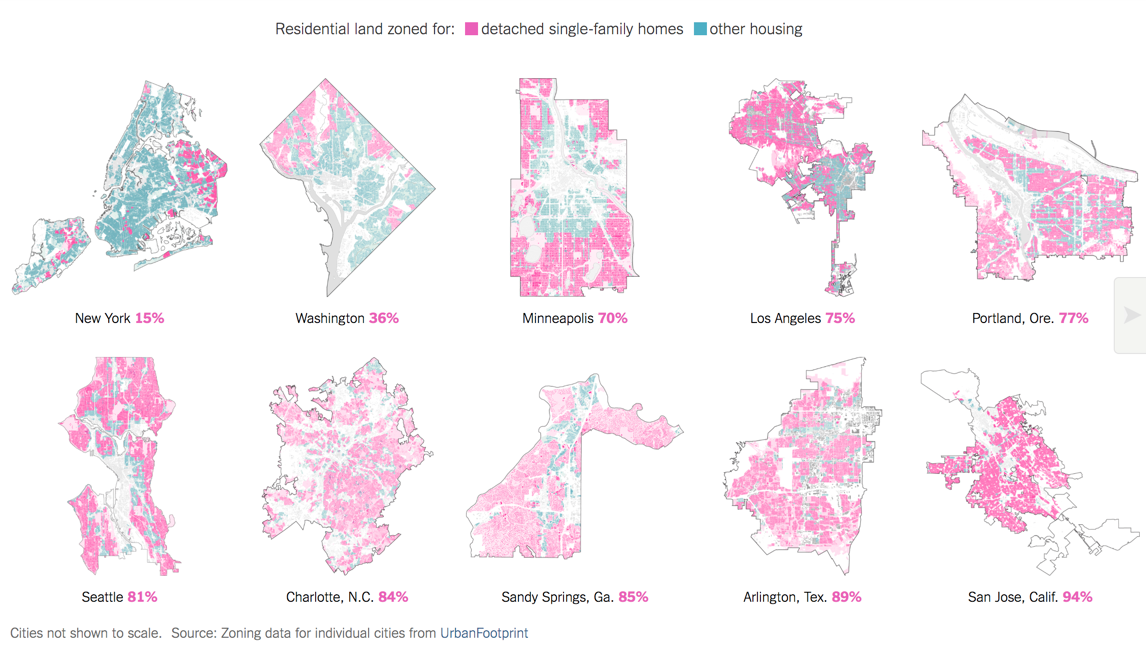 Residential land zoned for: detached single-family homes other housing
New York 15% Washington 36% Minneapolis 70% Los Angeles 75% Portland, Ore. 77%
Seattle 81% Charlotte, N.C. 84% Sandy Springs, Ga. 85% Arlington, Tex. 89% San Jose, Calif. 94%
Cities not shown to scale. Source: Zoning data for individual cities from UrbanFootprint